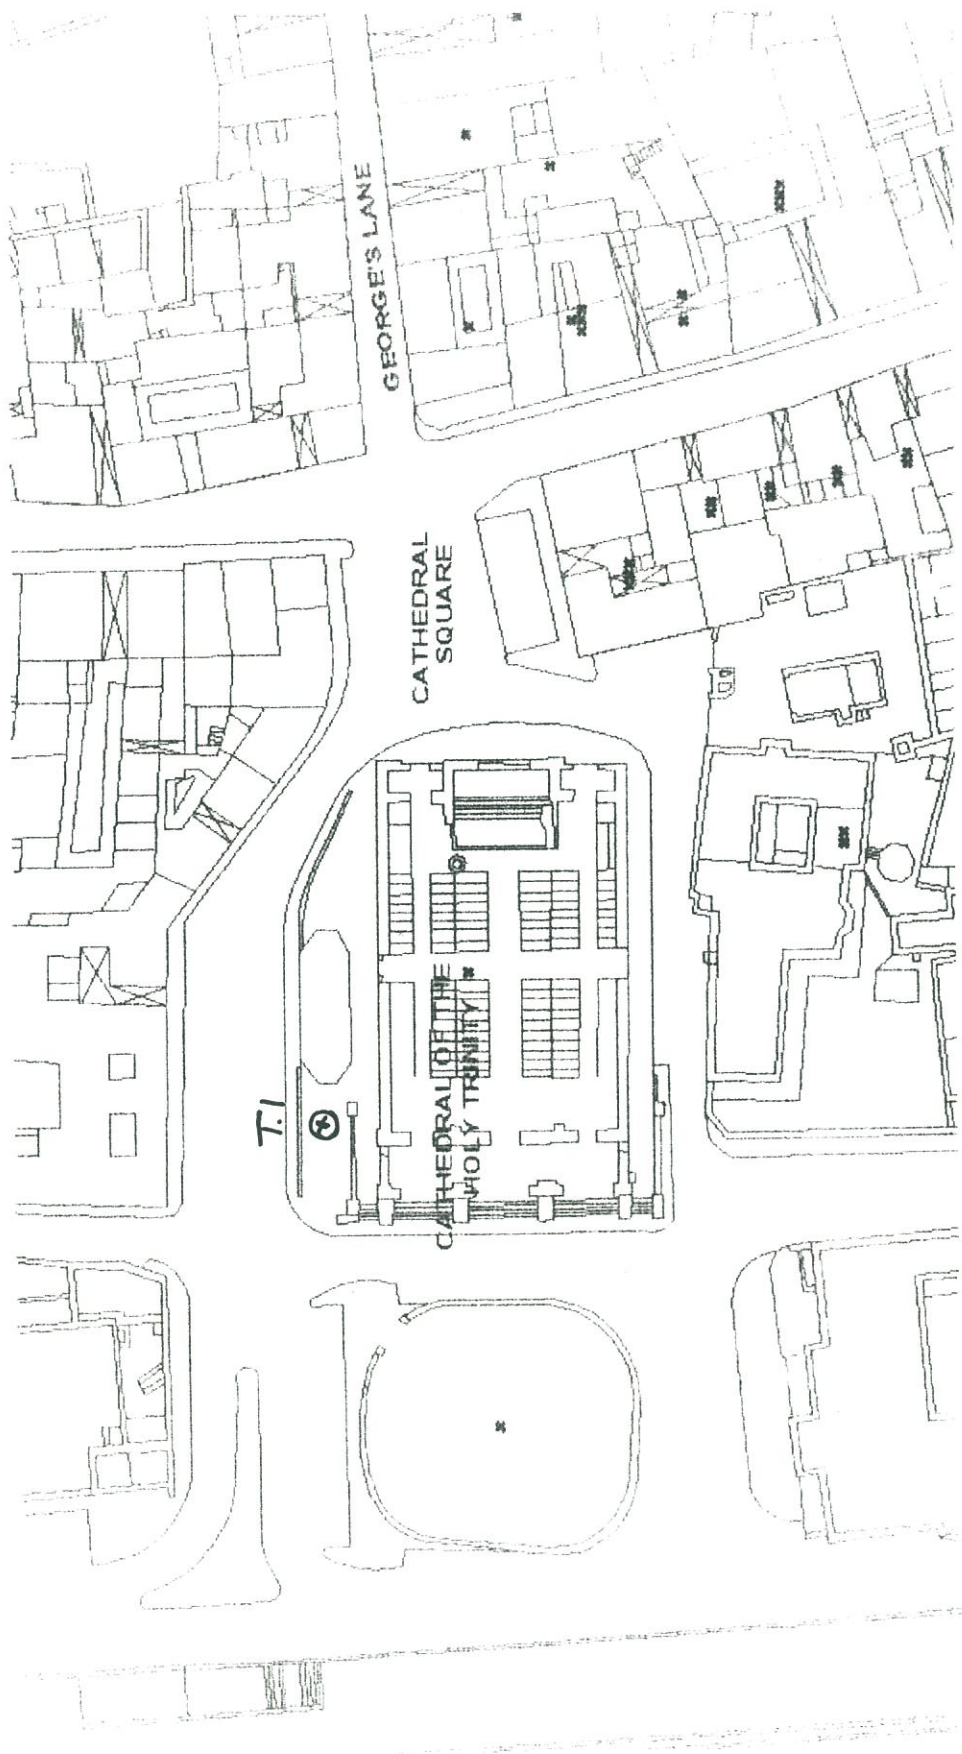 GEORGE'S LANE
CATHEDRAL
SQUARE
CATHEDRAL OF THE
HOLY TRINITY
T.1